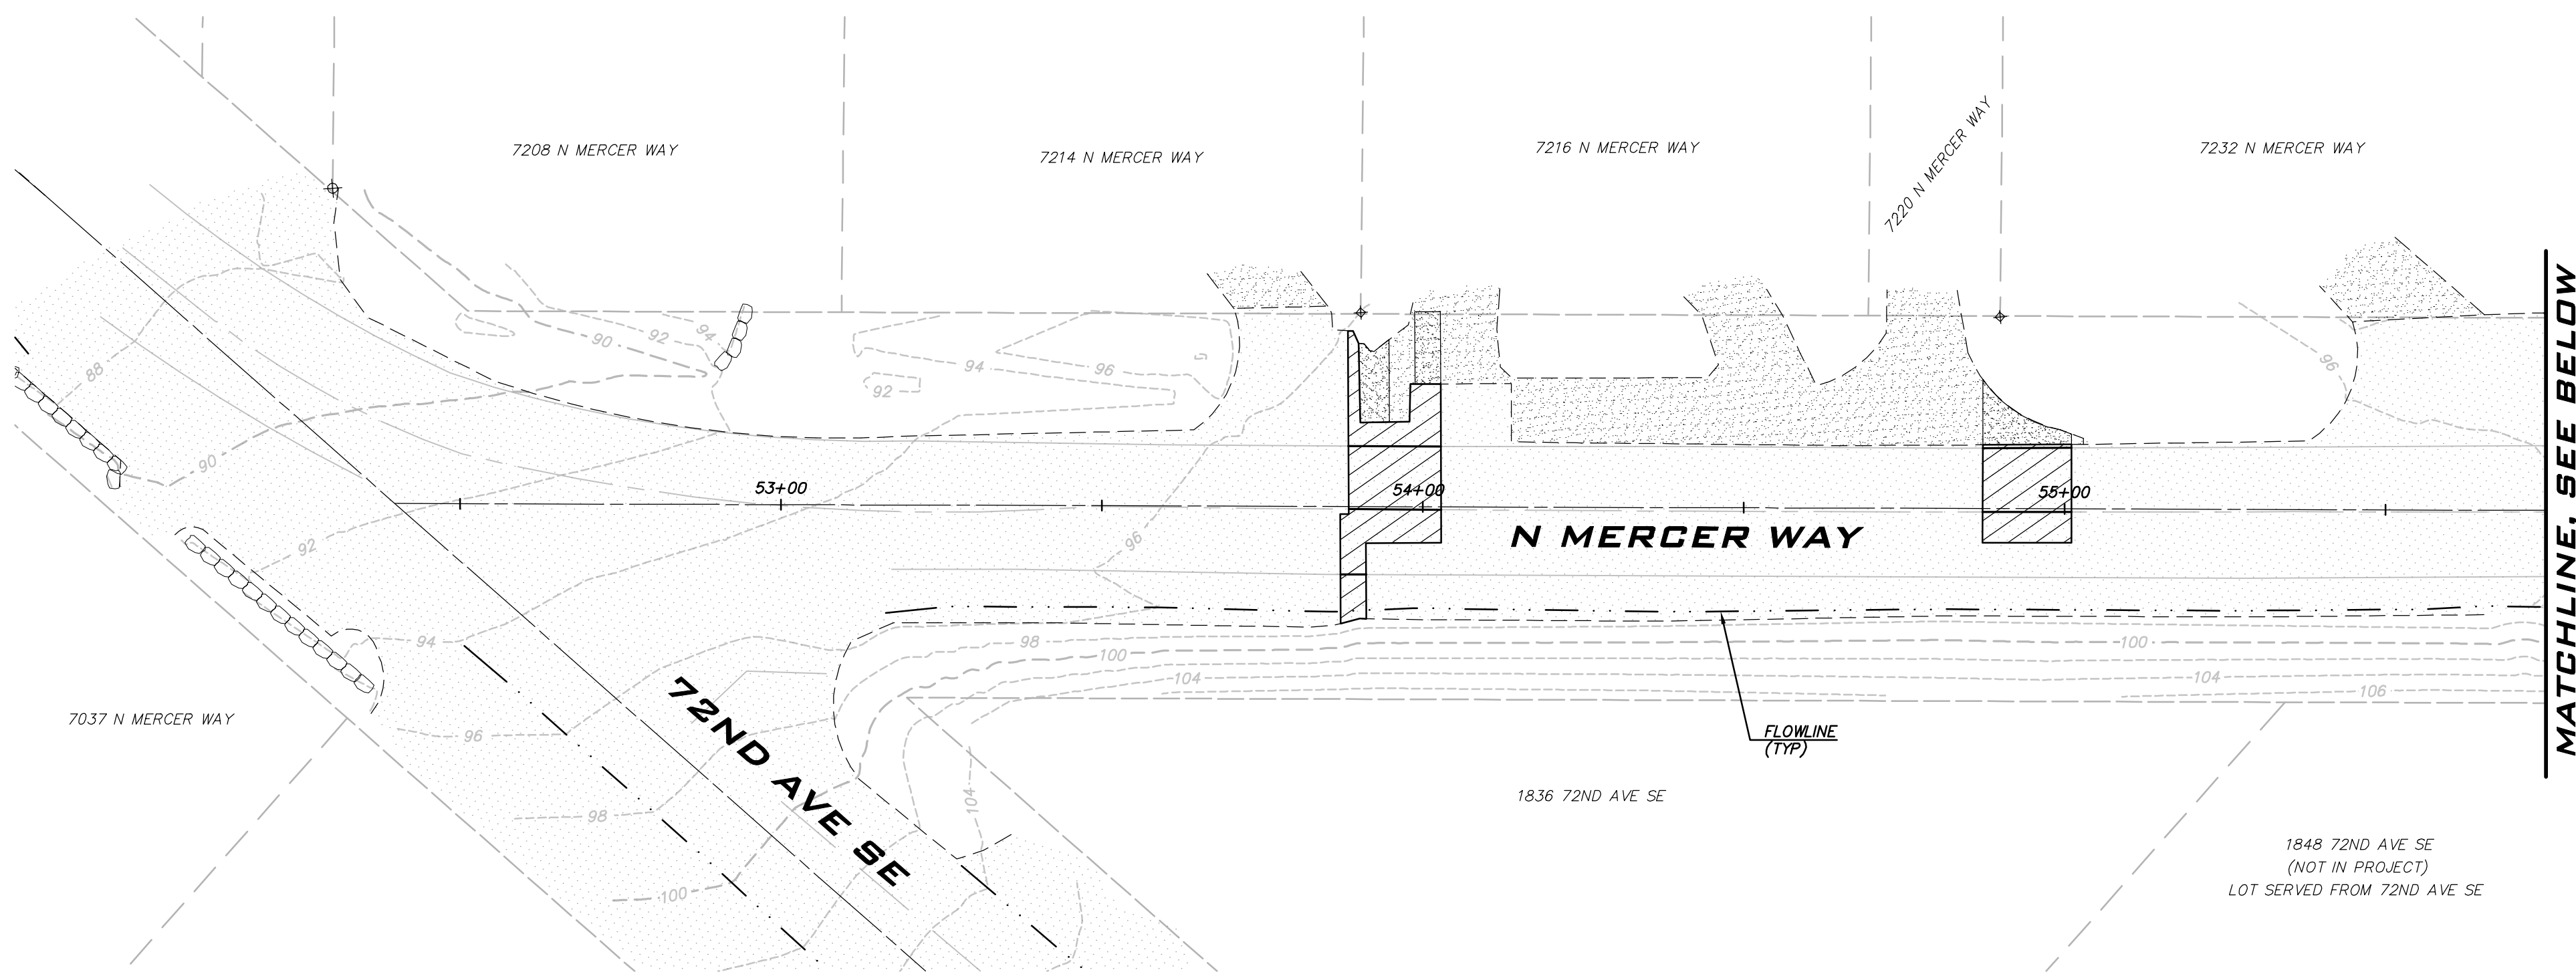 7208 N MERCER WAY
7214 N MERCER WAY
7216 N MERCER WAY
7220 N MERCER WAY
7232 N MERCER WAY
MATCHLINE, SEE BELOW
88
90
92
94
92
94
96
96
90
53+00
54+00
55+00
N MERCER WAY
92
96
94
98
100
104
100
104
106
72ND AVE SE
7037 N MERCER WAY
96
FLOWLINE
(TYP)
98
104
1836 72ND AVE SE
100
1848 72ND AVE SE
(NOT IN PROJECT)
LOT SERVED FROM 72ND AVE SE